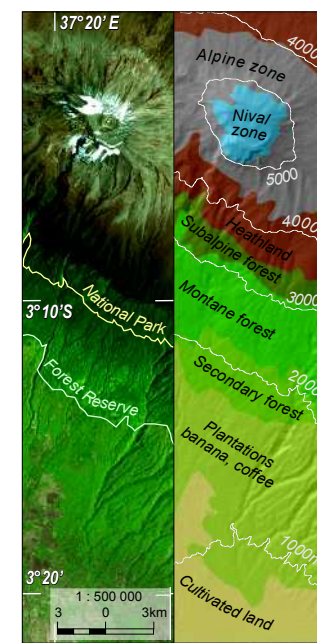 37°20' E
National Park
3°10'S
Forest Reserve
3°20'
1 : 500 000
3 0 3km
4000
Alpine zone
Nival
zone
5000
4000
Heathland
Subalpine forest
3000
Montane forest
2000
Secondary forest
Plantations
banana, coffee
1000m
Cultivated land